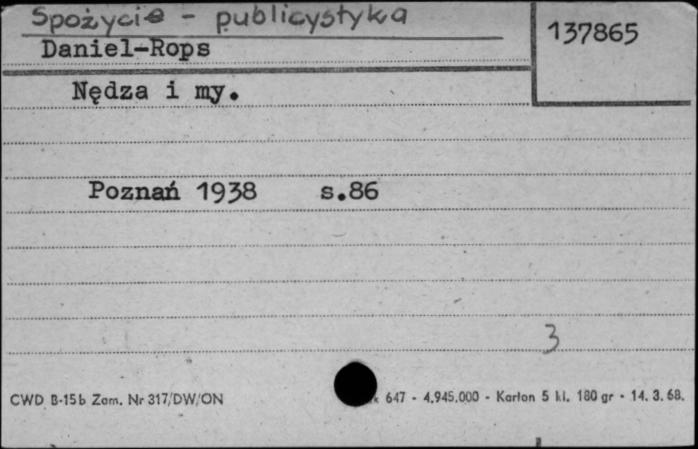 Spożycie - publicystyka
Daniel-Rops
137865
Nędza i my.
Poznań 1938 s.86
3
CWD B-15b Zam. Nr 317/DW/ON
647 - 4.945.000 - Karton 5 kl. 180 gr - 14. 3. 68.